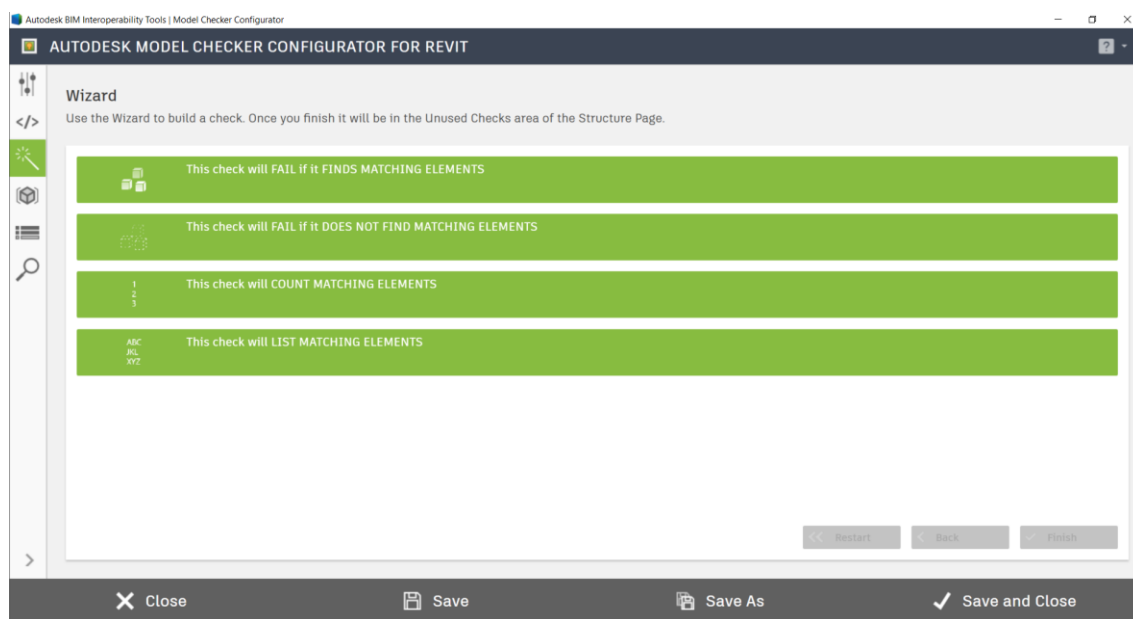 Autodesk BIM Interoperability Tools | Model Checker Configurator
AUTODESK MODEL CHECKER CONFIGURATOR FOR REVIT
?
</>
Wizard
Use the Wizard to build a check. Once you finish it will be in the Unused Checks area of the Structure Page.
This check will FAIL if it FINDS MATCHING ELEMENTS
This check will FAIL if it DOES NOT FIND MATCHING ELEMENTS
1
2
3
This check will COUNT MATCHING ELEMENTS
ABC
JKL
XYZ
This check will LIST MATCHING ELEMENTS
<< Restart
< Back
Finish
Close
Save
Save As
Save and Close